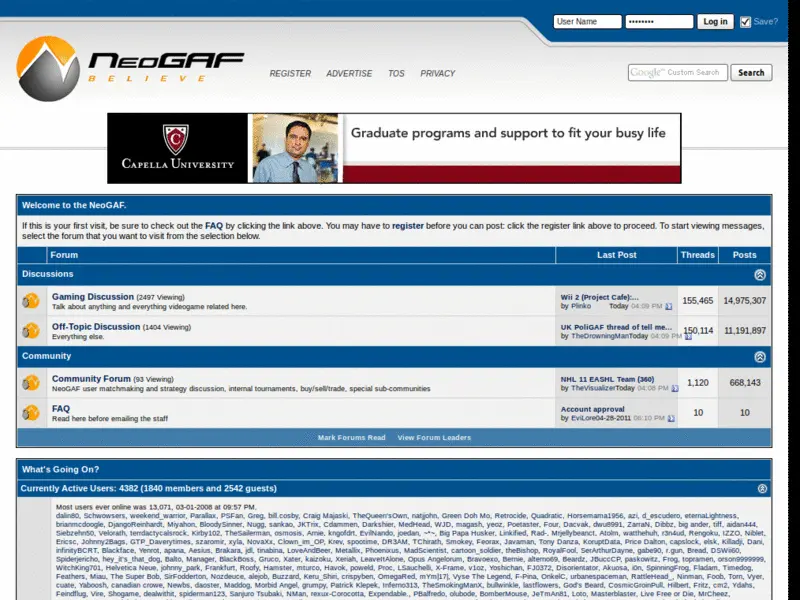 User Name
••••••••
Log in
Save?
NeoGAF
BELIEVE
REGISTER ADVERTISE TOS PRIVACY
Google™ Custom Search
Search
CAPELLA UNIVERSITY
Graduate programs and support to fit your busy life
Welcome to the NeoGAF.
If this is your first visit, be sure to check out the FAQ by clicking the link above. You may have to register before you can post: click the register link above to proceed. To start viewing messages,
select the forum that you want to visit from the selection below.
Forum Last Post Threads Posts
Discussions
Gaming Discussion (2497 Viewing)
Talk about anything and everything videogame related here.
Wii 2 (Project Cafe):...
by Plinko Today 04:09 PM
155,465 14,975,307
Off-Topic Discussion (1404 Viewing)
Everything else.
UK PoliGAF thread of tell me...
by TheDrowningMan Today 04:09 PM
150,114 11,191,897
Community
Community Forum (93 Viewing)
NeoGAF user matchmaking and strategy discussion, internal tournaments, buy/sell/trade, special sub-communities
NHL 11 EASHL Team (360)
by TheVisualizer Today 04:08 PM
1,120 668,143
FAQ
Read here before emailing the staff
Account approval
by EviLore 04-28-2011 06:10 PM
10 10
Mark Forums Read View Forum Leaders
What's Going On?
Currently Active Users: 4382 (1840 members and 2542 guests)
Most users ever online was 13,071, 03-01-2008 at 09:57 PM.
dalin80, Schwowsers, weekend_warrior, Parallax, PSFan, Greg, bill.cosby, Craig Majaski, TheQueen'sOwn, natjjohn, Green Doh Mo, Retrocide, Quadratic, Horsemama1956, azi, d_escudero, eternaLightness,
brianmcdoogle, DjangoReinhardt, Miyahon, BloodySinner, Nugg, sankao, JKTrix, Cdammen, Darkshier, MedHead, WJD, magash, yeoz, Poetaster, Four, Dacvak, dwu8991, ZarraN, Dibbz, big ander, tiff, aidan444,
Siebzehn50, Velorath, terrdactycalsrock, Kirby102, TheSailerman, osmosis, Arnie, kngofdrt, EvilNando, joedan, ~^~, Big Papa Husker, Linkified, Rad-, Mrjellybeanct, Atolm, watthehuh, r3n4ud, Rengoku, tZZO, Niblet,
Ericsc, Johnny2Bags, GTP_Daverytimes, szaromir, xyla, NovaXx, Clown_im_OP, Krev, spootime, DR3AM, TChirath, Smokey, Feorax, Javaman, Tony Danza, KoruptData, Price Dalton, capslock, elsk, Killadj, Dani,
infinityBCRT, Blackface, Yenrot, apana, Aesius, Brakara, jdl, tinabina, LoveAndBeer, Metallix, Phoenixus, MadScientist, cartoon_soldier, theBishop, RoyalFool, SerArthurDayne, gabe90, r.gun, Bread, DSWii60,
Spiderjericho, hey_it's_that_dog, Balto, Manager, BlackBoss, Gruco, Xater, kaizoku, Xeriah, LeaveItAlone, Opus Angelorum, Bravoexo, Bernie, alterno69, Beardz, JBuccCP, paskowitz, Frog, topramen, orson9999999,
WitchKing701, Helvetica Neue, johnny_park, Frankfurt, Roofy, Hamster, mturco, Havok, poweld, Proc, LSauchelli, X-Frame, v1oz, Yoshichan, FJ0372, Disorientator, Akuosa, iOn, Shadow780, SpinningFrog, Fladam, Timedog,
Feathers, Miau, The Super Bob, SirFodderton, Nozdeuce, alejob, Buzzard, Keru_Shiri, crispyben, OmegaRed, mYm|17|, Vyse The Legend, F-Pina, OnkelC, urbanespaceman, RattleHead_, Ninman, Foob, Torn, Vyer,
cuate, Yaboosh, canadian crowe, Newbs, daoster, Maddog, Morbid Angel, grumpy, Patrick Klepek, Inferno313, TheSmokingManX, bullwinkle, lastflowers, God's Beard, CosmicGroinPull, Hilbert, Fritz, cm2, Ydahs,
Feindflug, Vire, Shogame, dealwithit, spiderman123, Sanjuro Tsubaki, NMan, rexux-Corocotta, Expendable., PBalfredo, olubode, BomberMouse, JeTmAn81, Loto, Masterblaster, Live Free or Die, MrCheez,